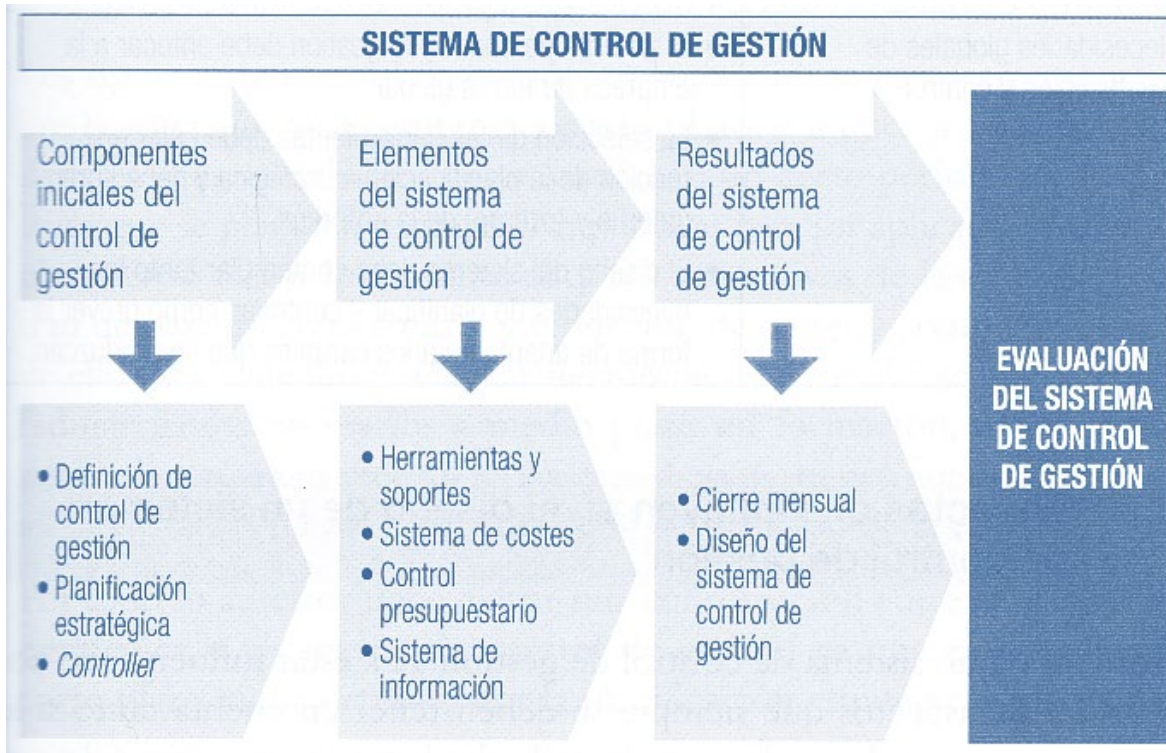 SISTEMA DE CONTROL DE GESTIÓN
Componentes
iniciales del
control de
gestión
Elementos
del sistema
de control de
gestión
Resultados
del sistema
de control
de gestión
• Definición de
control de
gestión
• Planificación
estratégica
• Controller
• Herramientas y
soportes
• Sistema de costes
• Control
presupuestario
• Sistema de
información
• Cierre mensual
• Diseño del
sistema de
control de
gestión
EVALUACIÓN
DEL SISTEMA
DE CONTROL
DE GESTIÓN